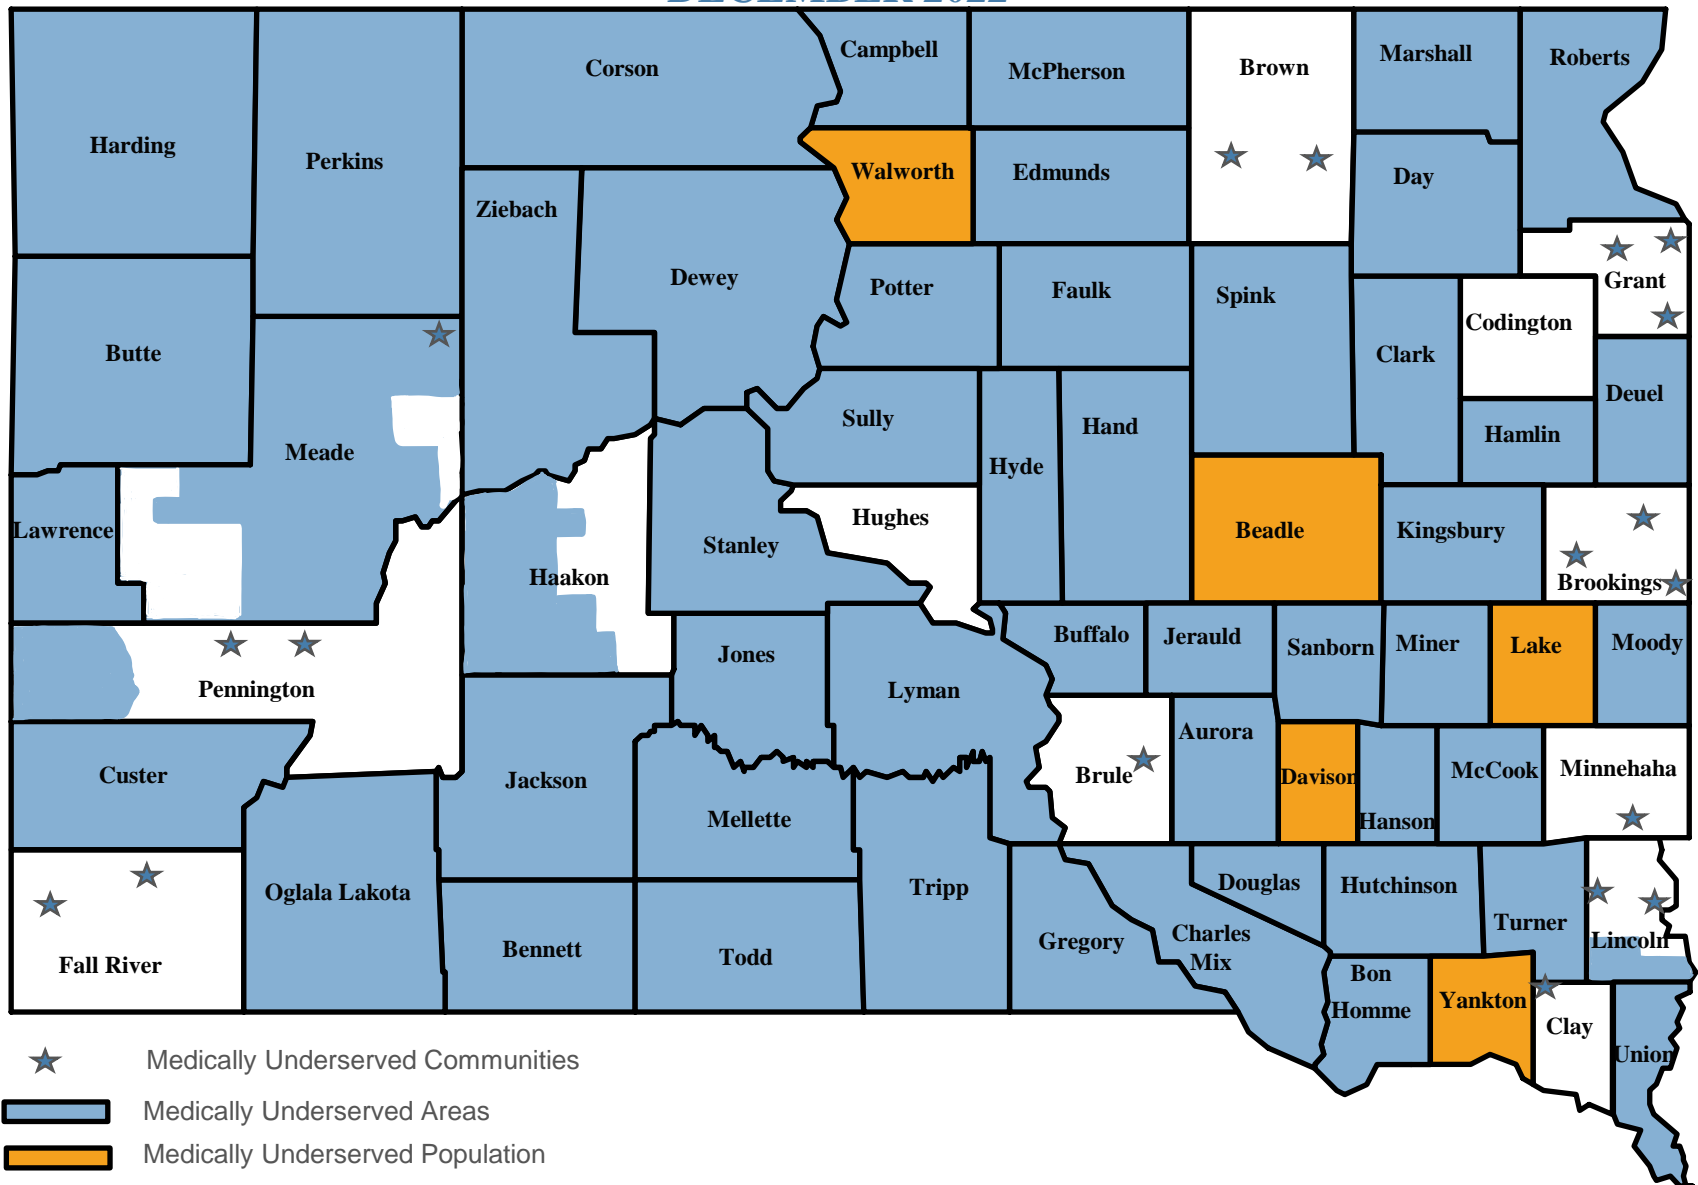 DECEMBER 2022
Campbell
Marshall
Roberts
Corson
McPherson
Brown
Harding
Perkins
Walworth
Edmunds
Day
Ziebach
Dewey
Potter
Faulk
Spink
Grant
Codington
Butte
Clark
Deuel
Sully
Hand
Hamlin
Meade
Hyde
Lawrence
Hughes
Beadle
Kingsbury
Stanley
Haakon
Brookings
Buffalo
Jerauld
Sanborn
Miner
Lake
Moody
Jones
Pennington
Lyman
Aurora
Custer
Jackson
Brule
Davison
McCook
Minnehaha
Mellette
Hanson
Oglala Lakota
Tripp
Douglas
Hutchinson
Turner
Bennett
Todd
Gregory
Charles
Mix
Lincoln
Fall River
Bon
Homme
Yankton
Clay
Union
Medically Underserved Communities
Medically Underserved Areas
Medically Underserved Population